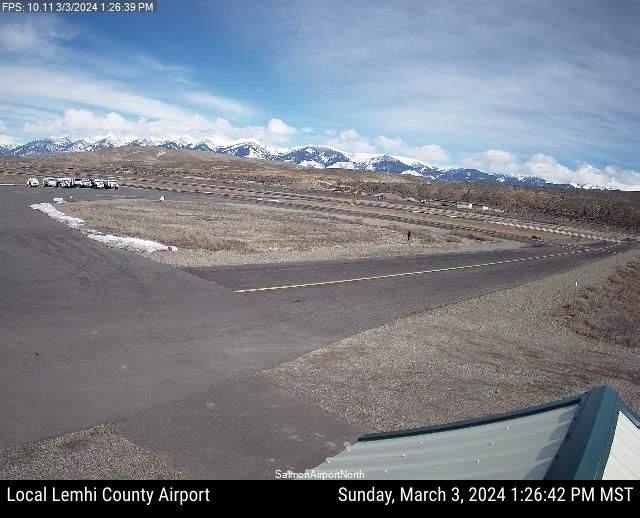 FPS: 10.11 3/3/2024 1:26:39 PM
SalmonAirportNorth
Local Lemhi County Airport
Sunday, March 3, 2024 1:26:42 PM MST